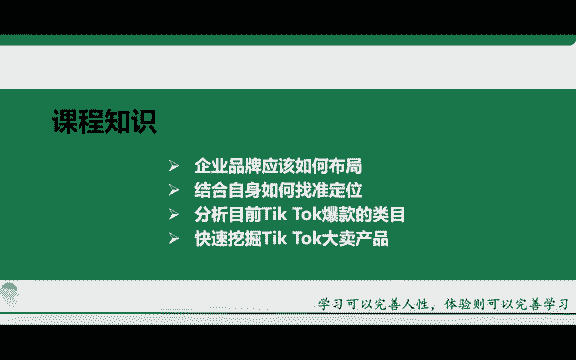 课程知识
企业品牌应该如何布局
结合自身如何找准定位
分析目前Tik Tok爆款的类目
快速挖掘Tik Tok大卖产品
学习可以完善人性，体验则可以完善学习